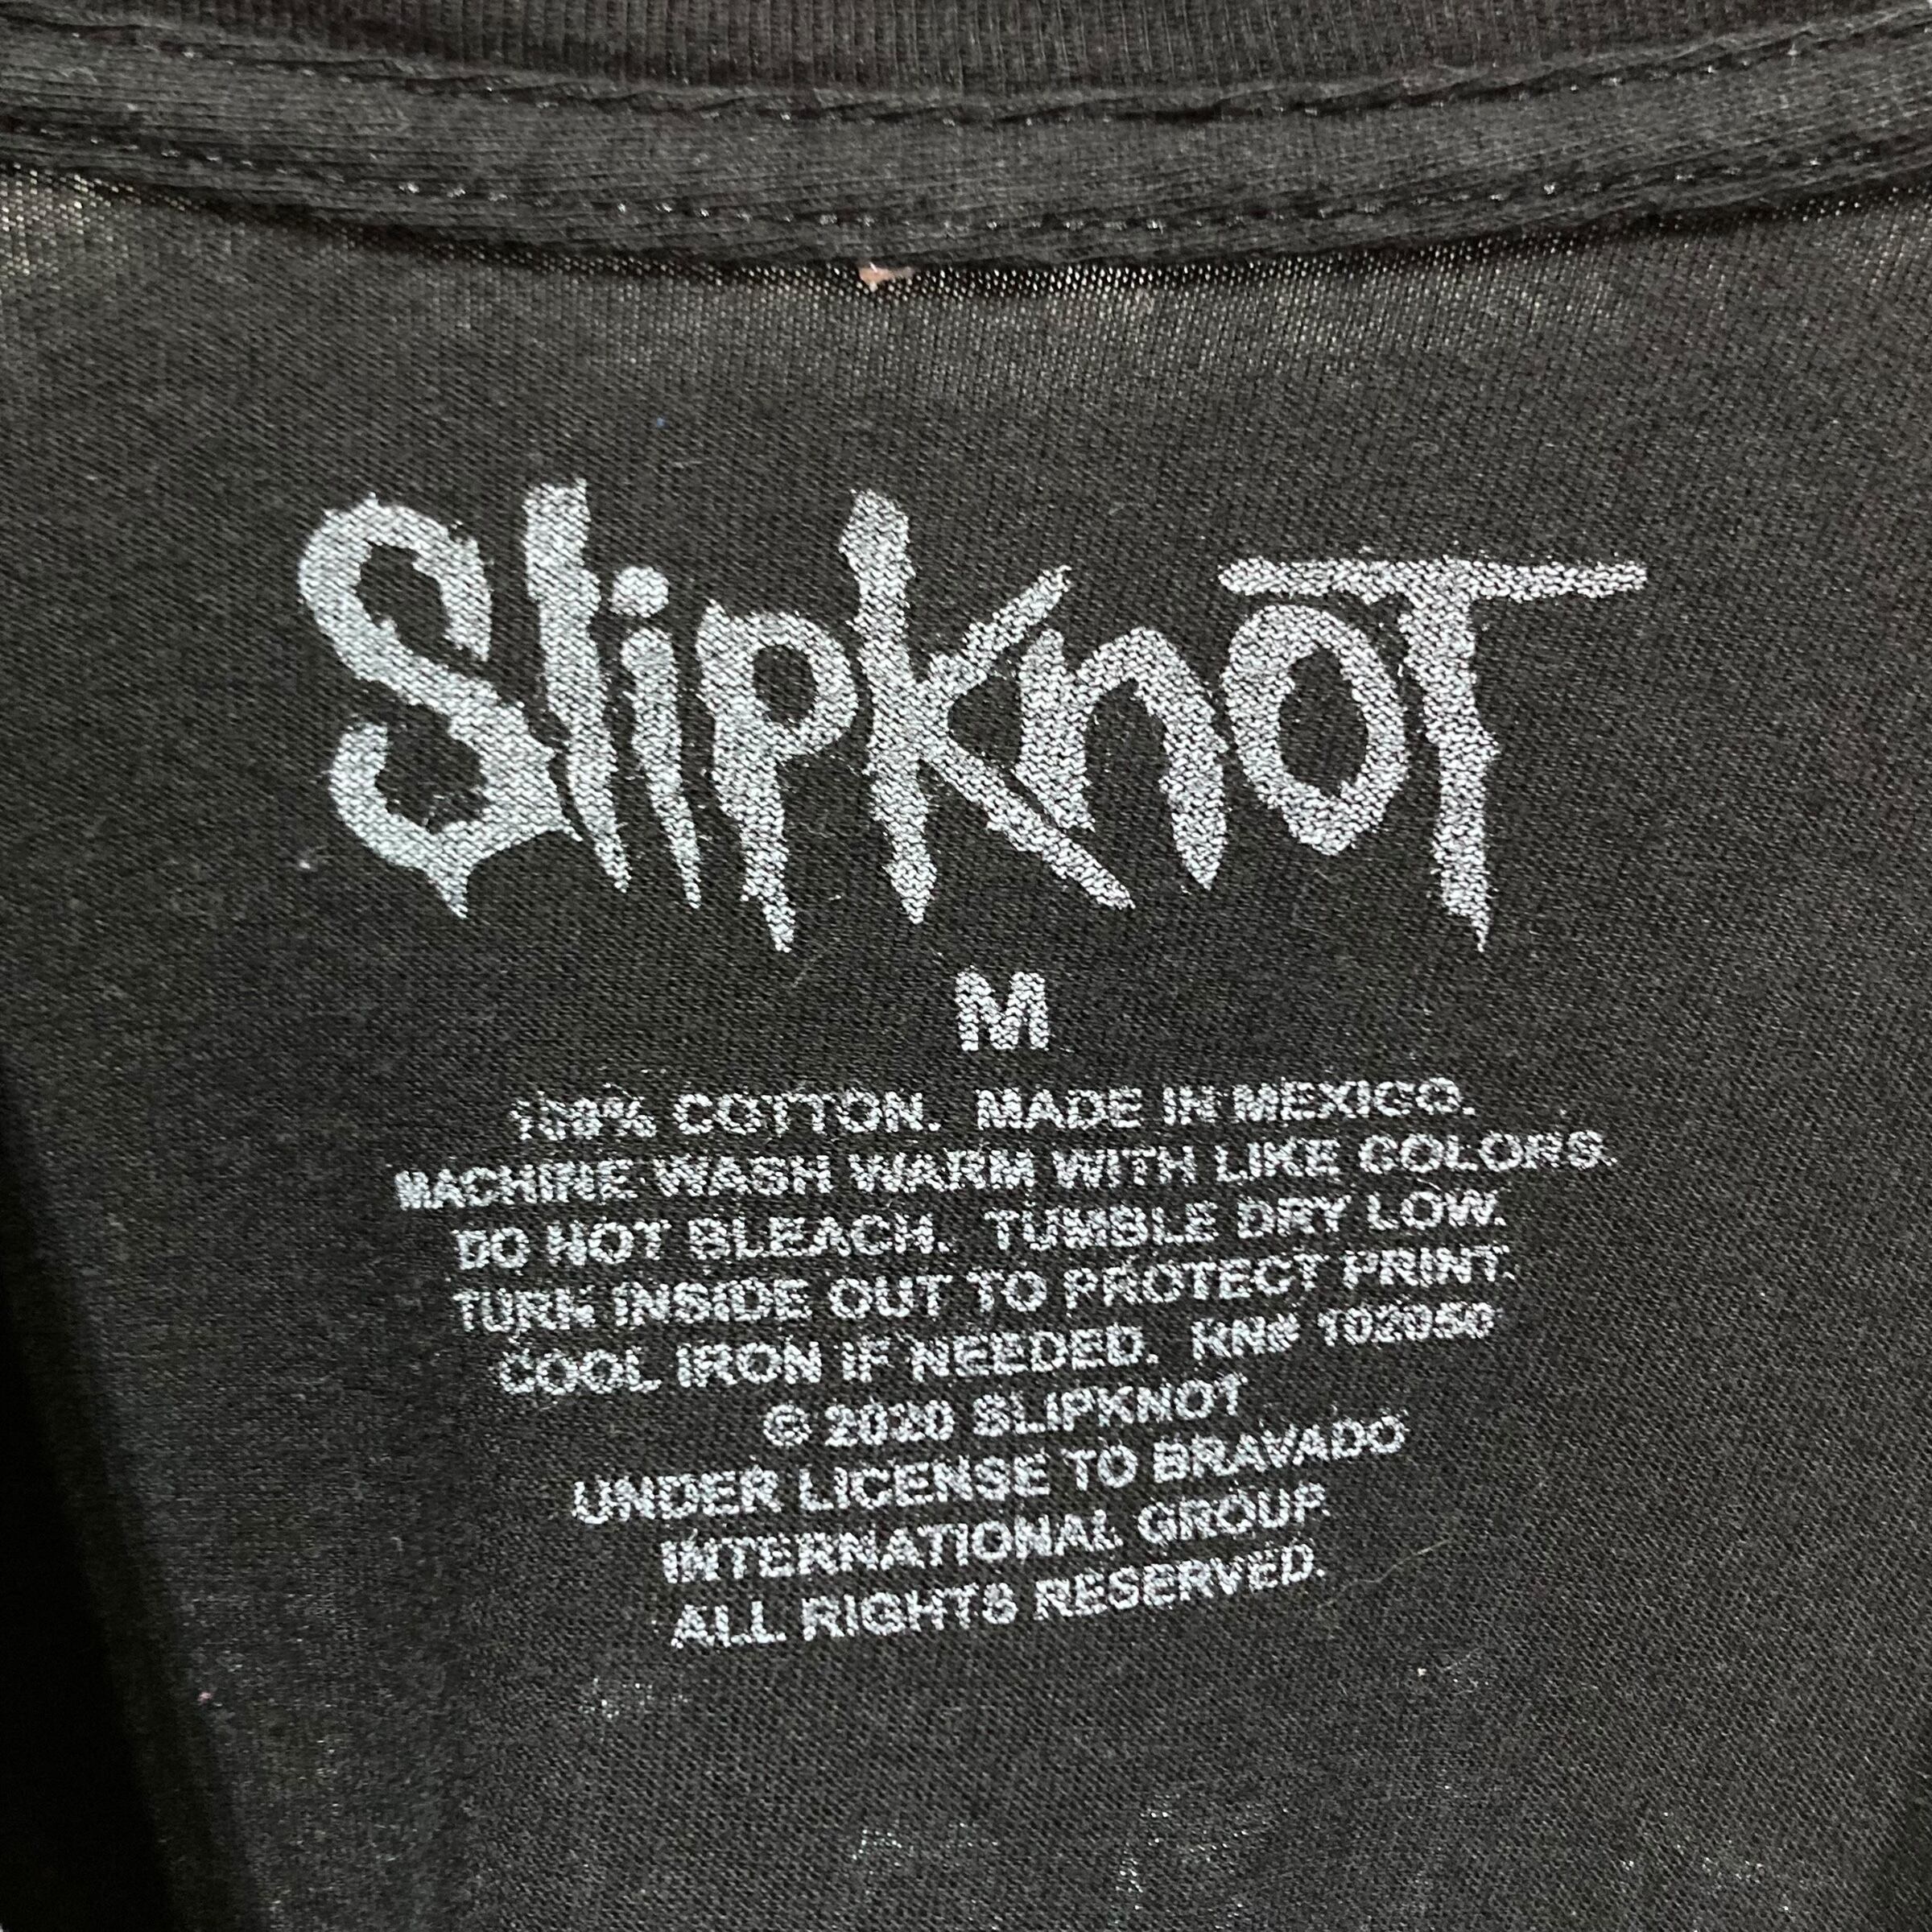 Slipknot
M
100% COTTON. MADE IN MEXICO.
MACHINE WASH WARM WITH LIKE COLORS.
DO NOT BLEACH. TUMBLE DRY LOW.
TURN INSIDE OUT TO PROTECT PRINT.
COOL IRON IF NEEDED. RN# 102050
© 2020 SLIPKNOT
UNDER LICENSE TO BRAVADO
INTERNATIONAL GROUP.
ALL RIGHTS RESERVED.